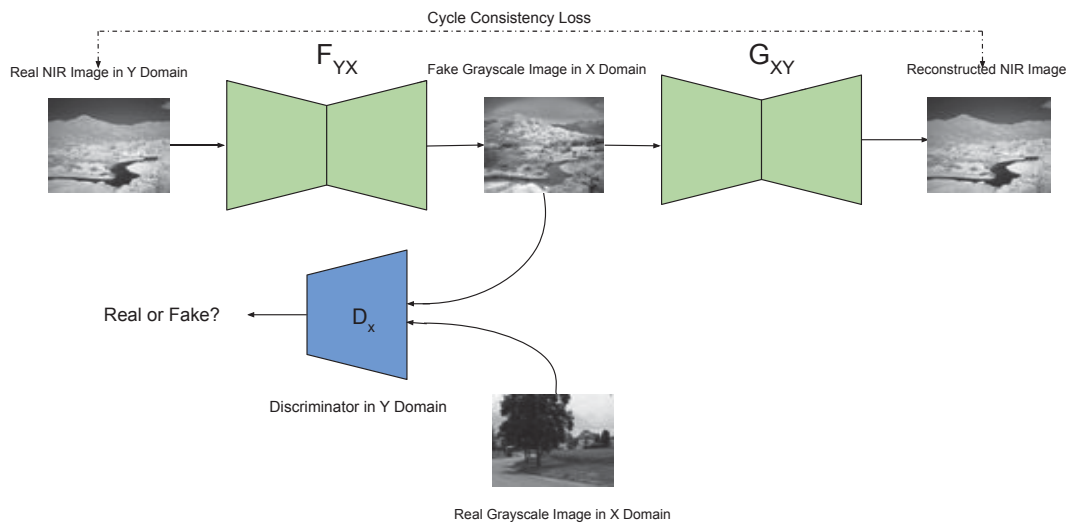 Cycle Consistency Loss
F_YX
G_XY
Real NIR Image in Y Domain
Fake Grayscale Image in X Domain
Reconstructed NIR Image
Real or Fake?
D_x
Discriminator in Y Domain
Real Grayscale Image in X Domain